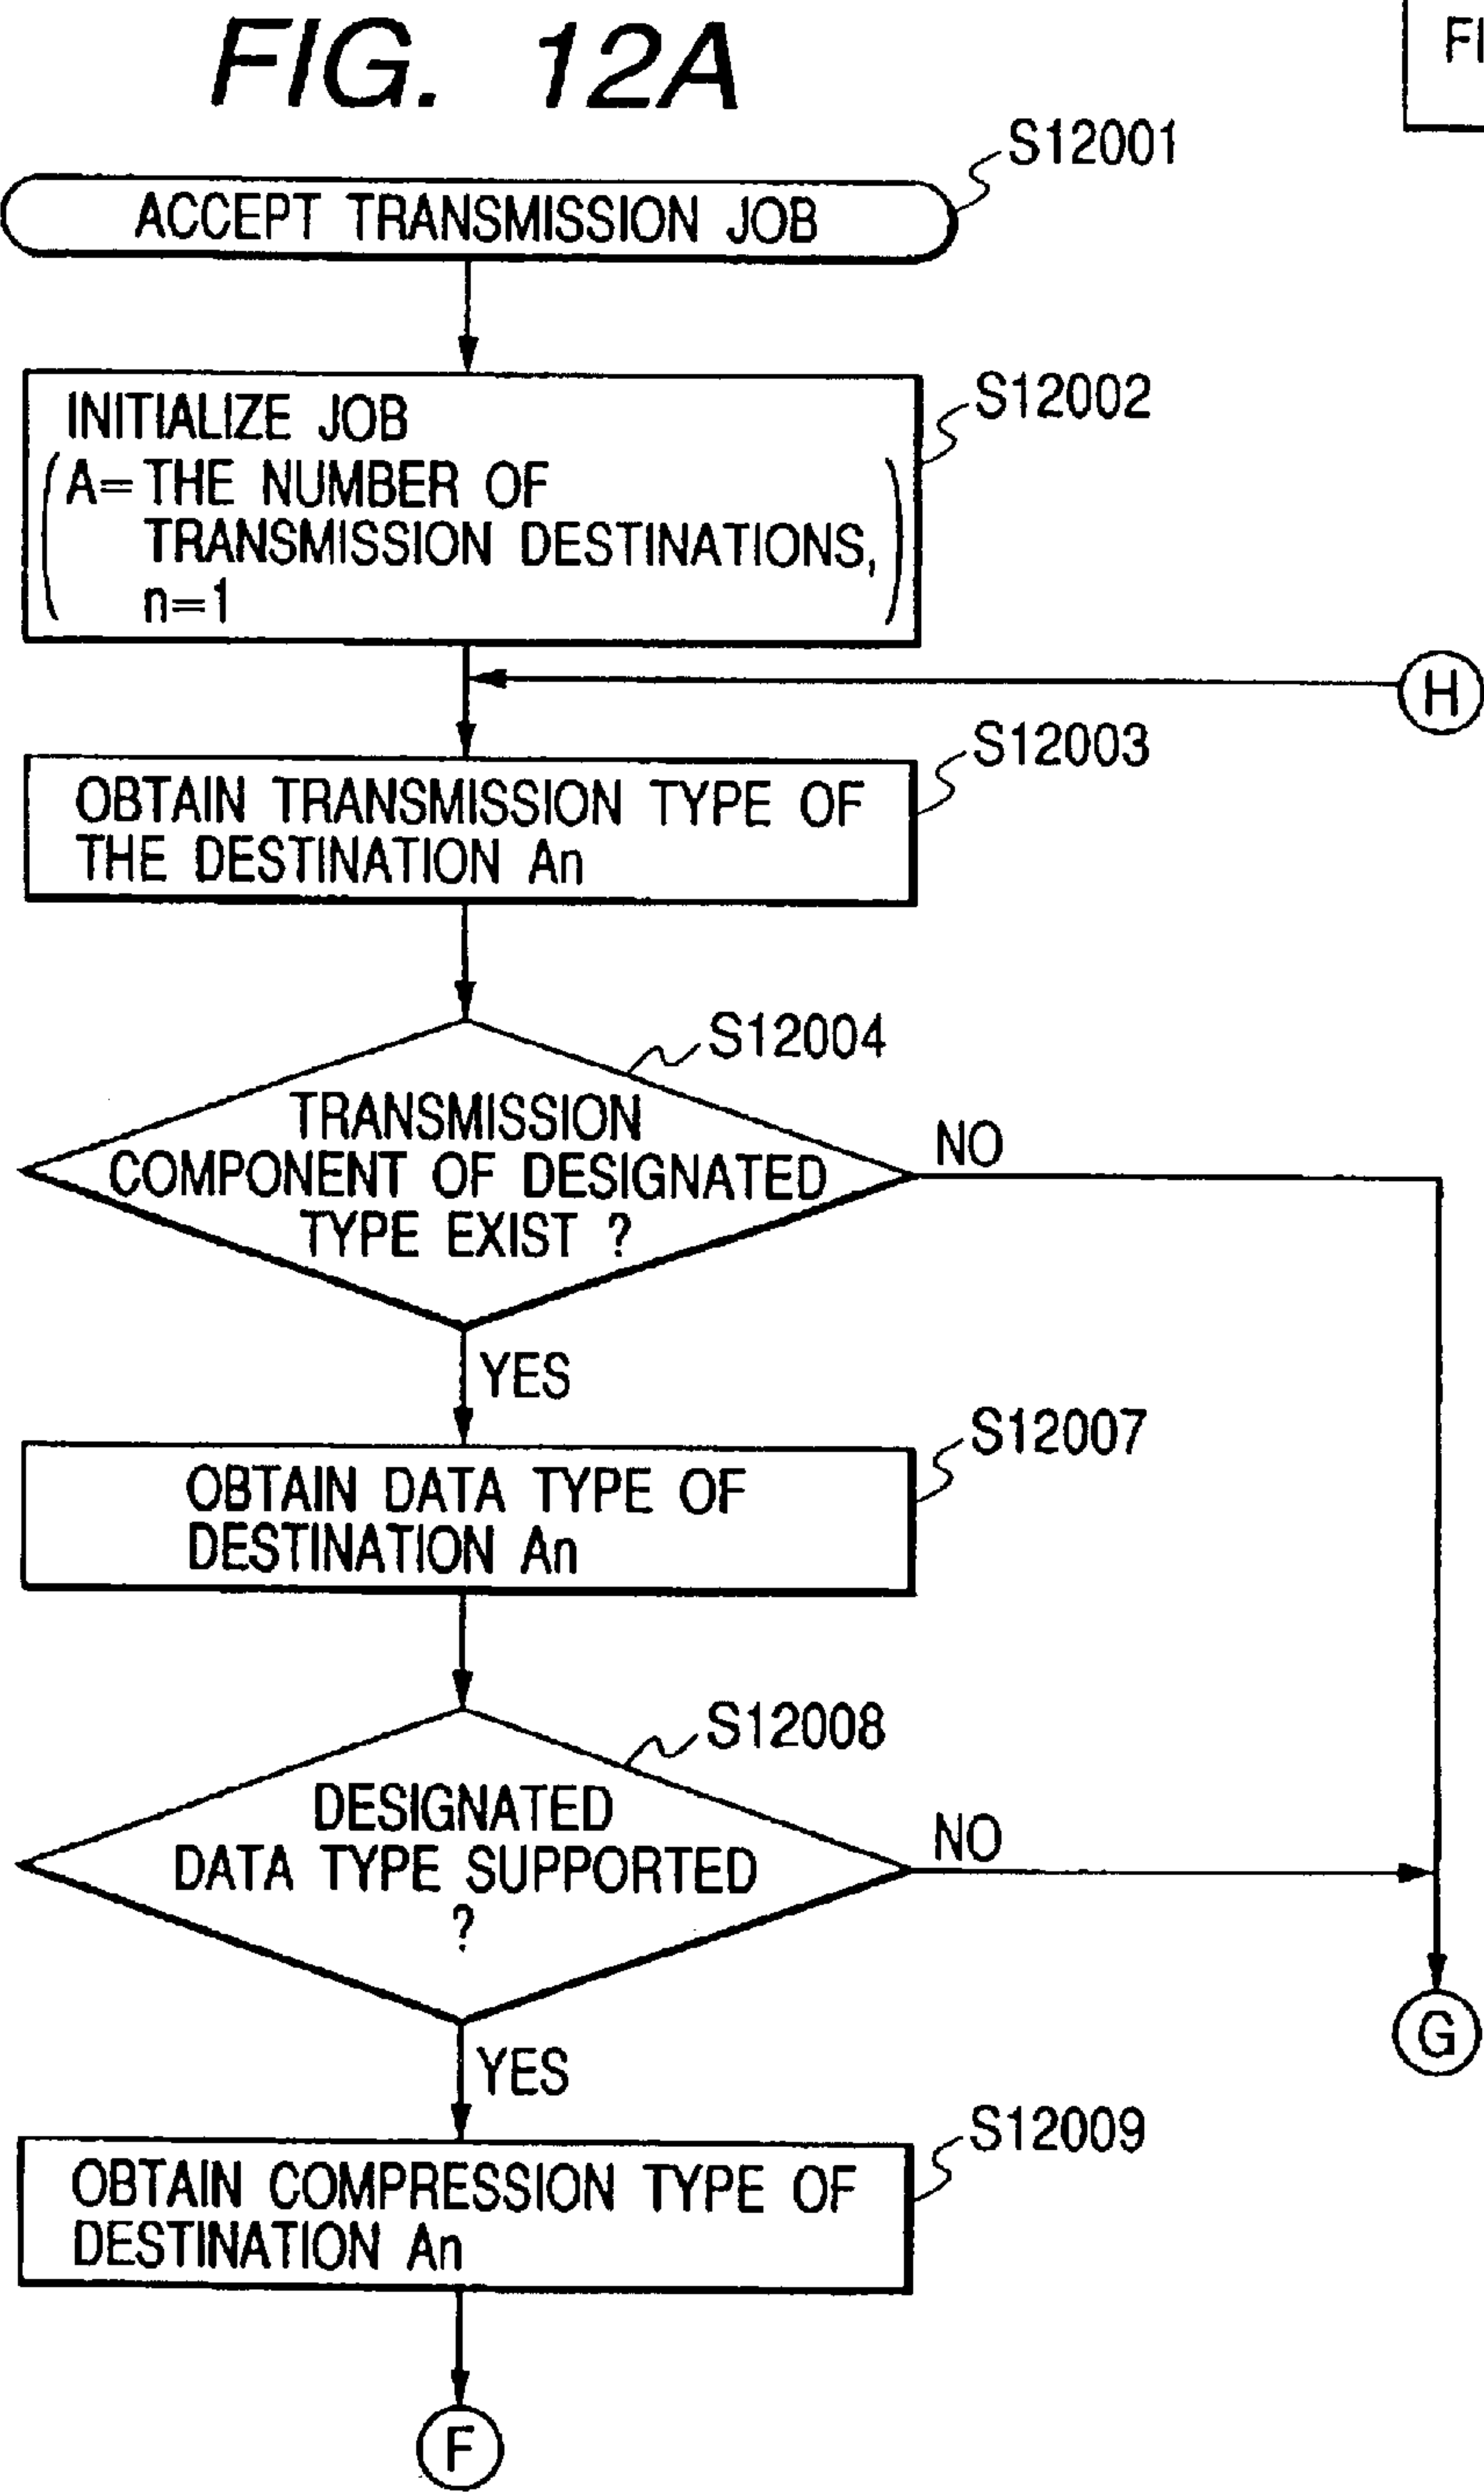 FIG. 12A
FI
S12001
ACCEPT TRANSMISSION JOB
S12002
INITIALIZE JOB
(A= THE NUMBER OF
TRANSMISSION DESTINATIONS,
n=1)
H
S12003
OBTAIN TRANSMISSION TYPE OF
THE DESTINATION An
S12004
TRANSMISSION
COMPONENT OF DESIGNATED
TYPE EXIST ?
NO
YES
S12007
OBTAIN DATA TYPE OF
DESTINATION An
S12008
DESIGNATED
DATA TYPE SUPPORTED
?
NO
G
YES
S12009
OBTAIN COMPRESSION TYPE OF
DESTINATION An
F